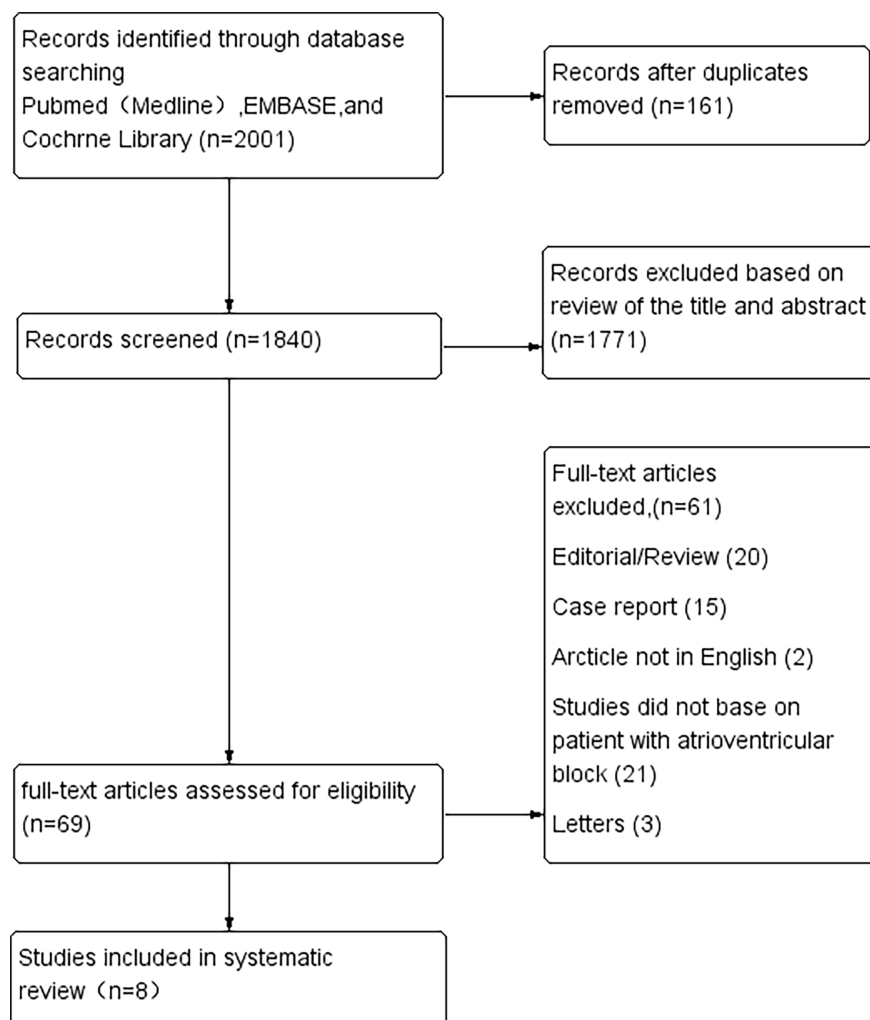 Records identified through database
searching
Pubmed（Medline）,EMBASE,and
Cochrne Library (n=2001)
Records after duplicates
removed (n=161)
Records excluded based on
review of the title and abstract
(n=1771)
Records screened (n=1840)
Full-text articles
excluded,(n=61)
Editorial/Review (20)
Case report (15)
Arcticle not in English (2)
Studies did not base on
patient with atrioventricular
block (21)
Letters (3)
full-text articles assessed for eligibility
(n=69)
Studies included in systematic
review（n=8）